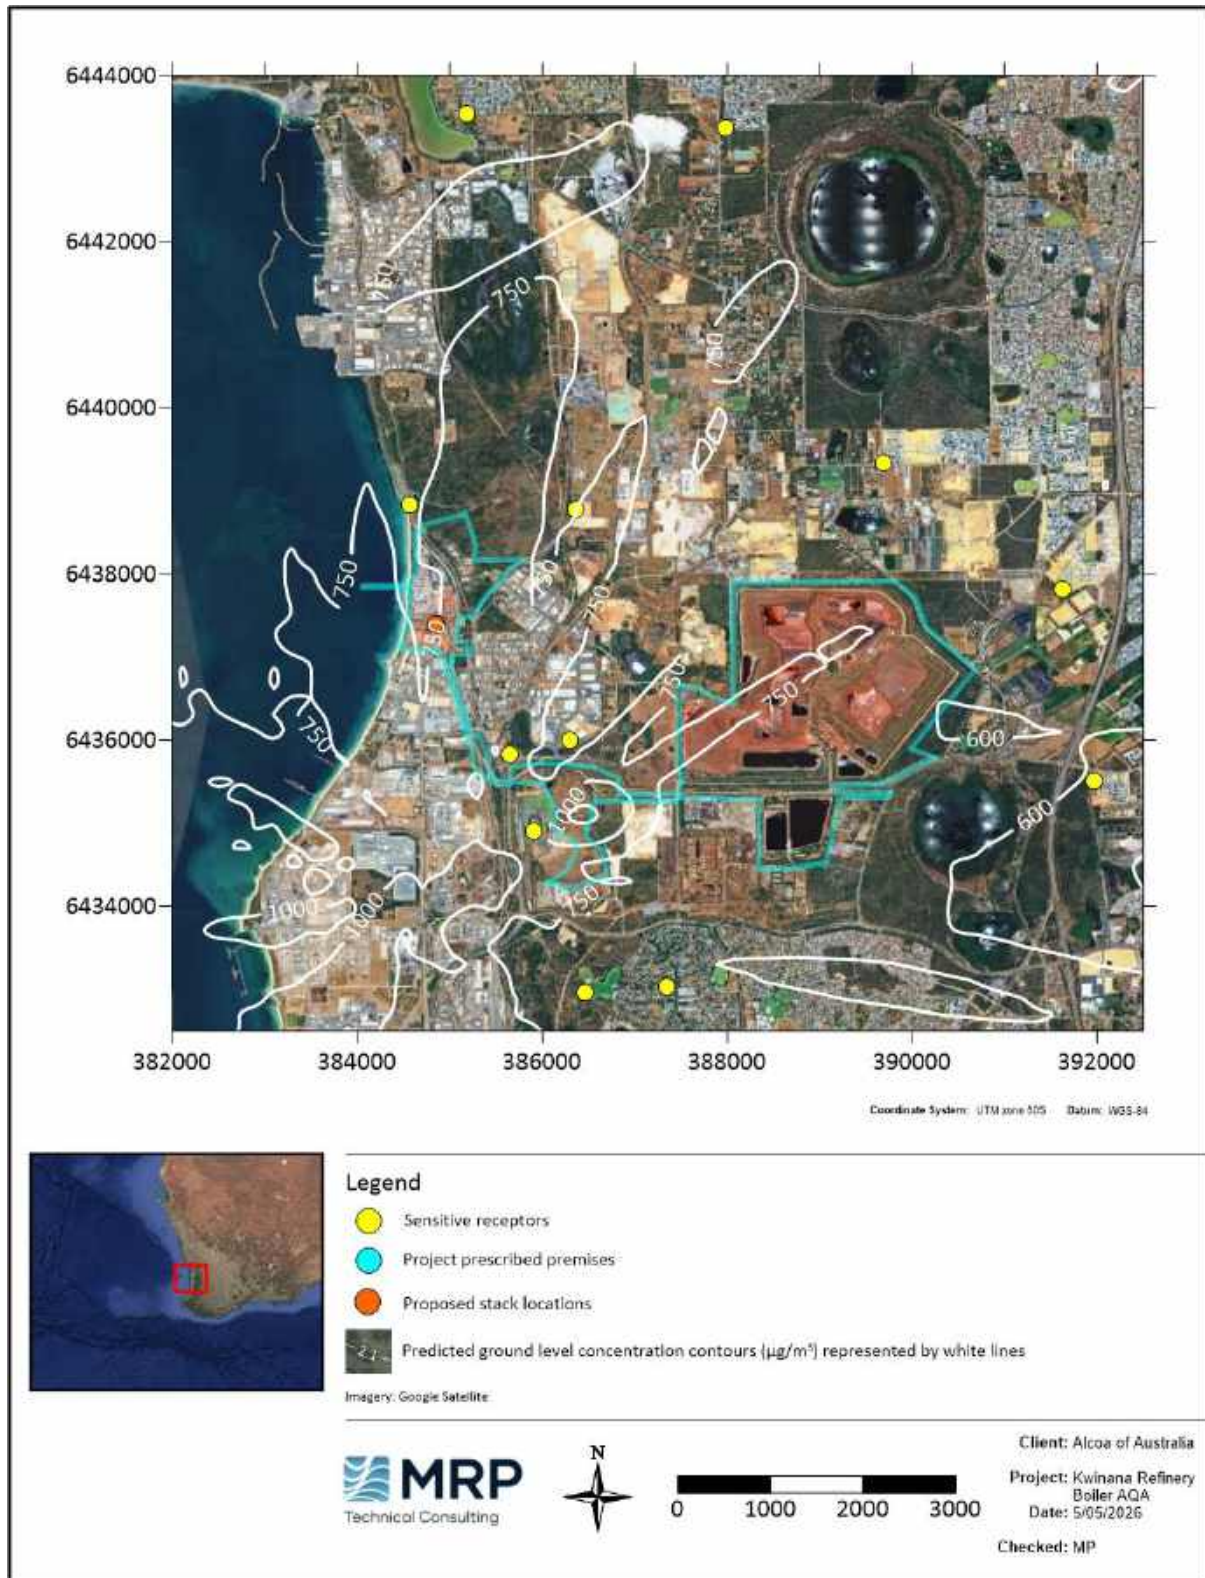 6444000
6442000
6440000
6438000
6436000
6434000
382000 384000 386000 388000 390000 392000
750
750
750
750
750
750
750
750
750
750
750
600
600
1000
1000
1000
Coordinate System: UTM zone 50S Datum: WGS-84
Legend
Sensitive receptors
Project prescribed premises
Proposed stack locations
2.1
Predicted ground level concentration contours (µg/m³) represented by white lines
Imagery: Google Satellite
MRP
Technical Consulting
N
0 1000 2000 3000
Client: Alcoa of Australia
Project: Kwinana Refinery
Boiler AQA
Date: 5/05/2026
Checked: MP